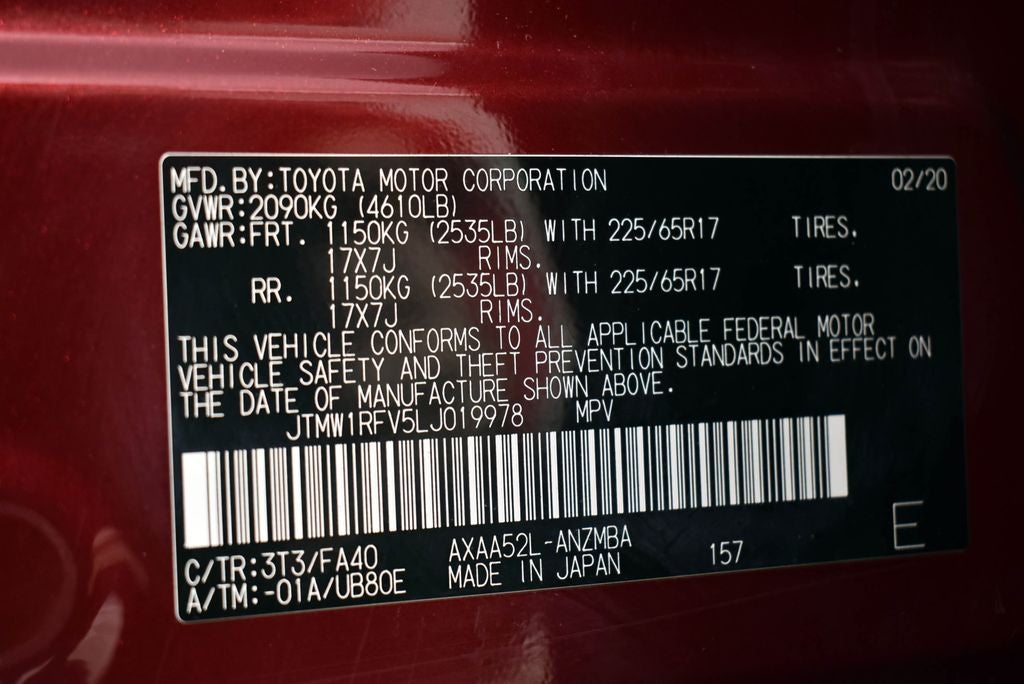 MFD.BY:TOYOTA MOTOR CORPORATION 02/20
GVWR:2090KG (4610LB)
GAWR:FRT. 1150KG (2535LB) WITH 225/65R17 TIRES.
17X7J RIMS.
RR. 1150KG (2535LB) WITH 225/65R17 TIRES.
17X7J RIMS.
THIS VEHICLE CONFORMS TO ALL APPLICABLE FEDERAL MOTOR
VEHICLE SAFETY AND THEFT PREVENTION STANDARDS IN EFFECT ON
THE DATE OF MANUFACTURE SHOWN ABOVE.
JTMW1RFV5LJ019978 MPV
C/TR:3T3/FA40 AXAA52L-ANZMBA 157 E
A/TM:-01A/UB80E MADE IN JAPAN